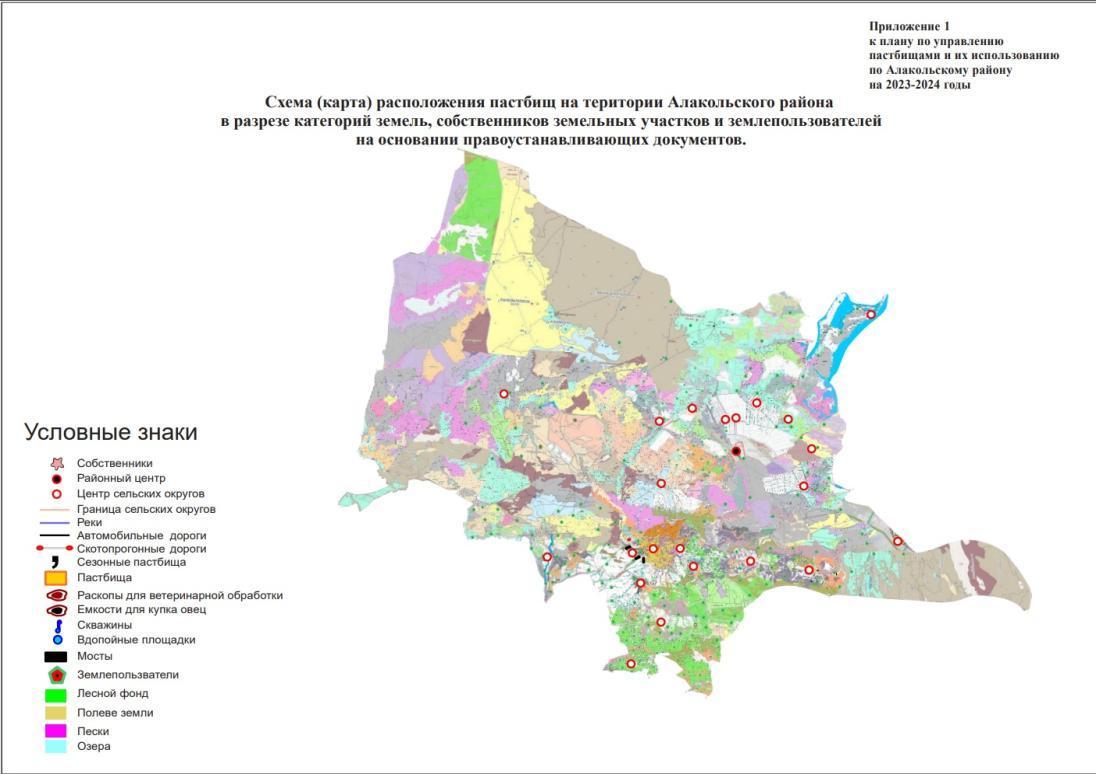 Приложение 1
к плану по управлению
пастбищами и их использованию
по Алакольскому району
на 2023-2024 годы
Схема (карта) расположения пастбищ на територии Алакольского района
в разрезе категорий земель, собственников земельных участков и землепользователей
на основании правоустанавливающих документов.
Условные знаки
Собственники
Районный центр
Центр сельских округов
Граница сельских округов
Реки
Автомобильные дороги
Скотопрогонные дороги
Сезонные пастбища
Пастбища
Раскопы для ветеринарной обработки
Емкости для купка овец
Скважины
Вдопойные площадки
Мосты
Землепользватели
Лесной фонд
Полеве земли
Пески
Озера